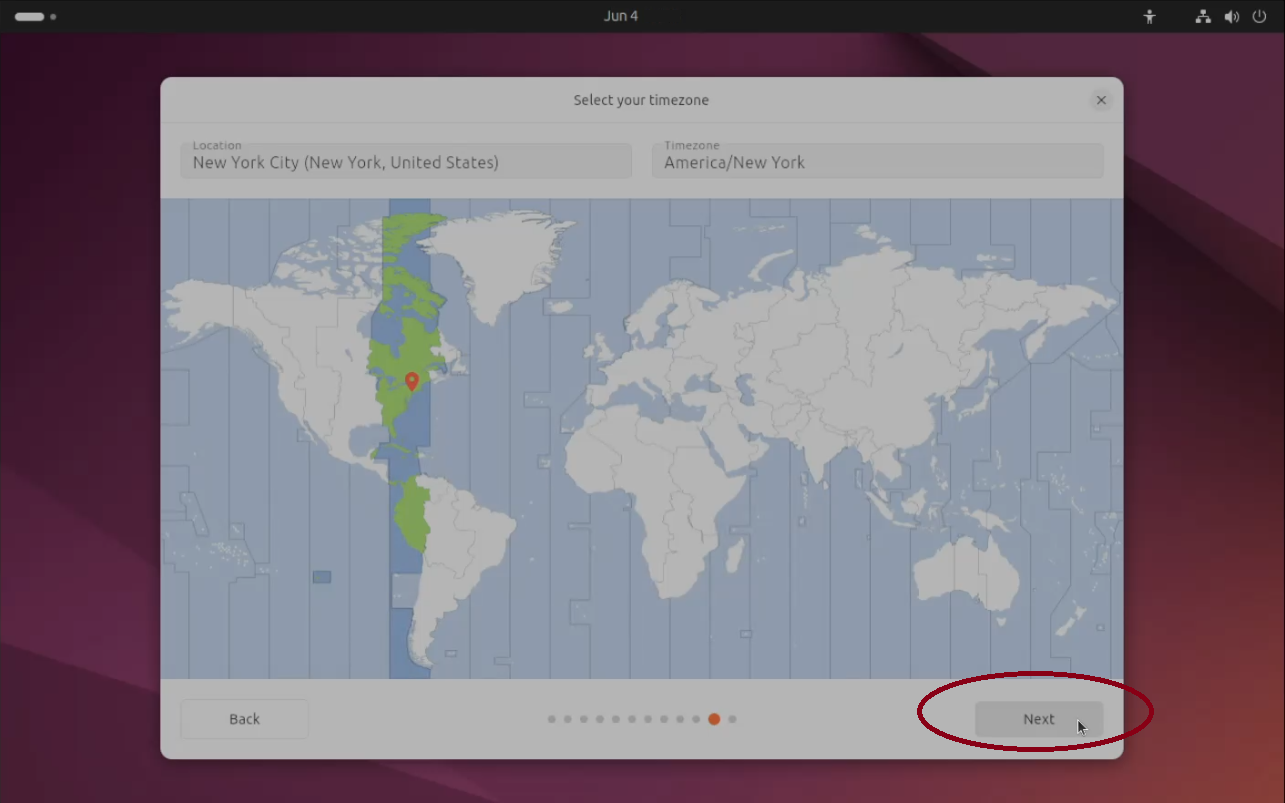 Jun 4
Select your timezone
Location
New York City (New York, United States)
Timezone
America/New York
Back
Next